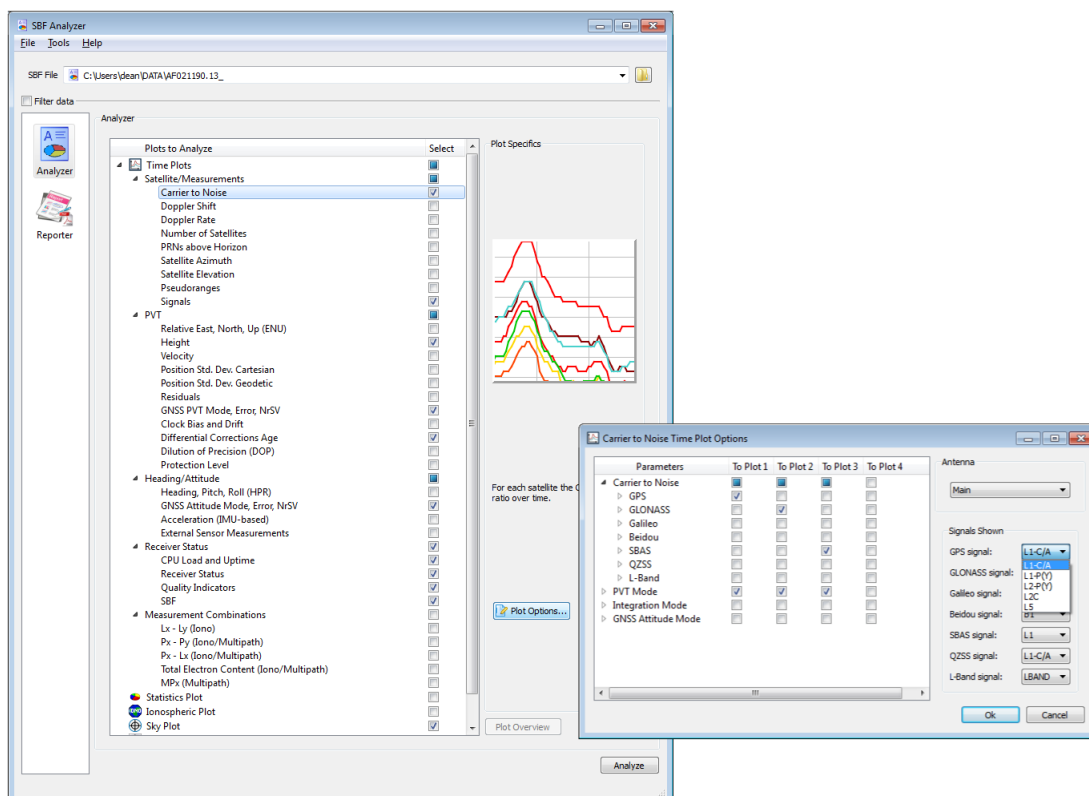 SBF Analyzer
File Tools Help
SBF File C:\Users\dean\DATA\AF021190.13_
Filter data
Analyzer
Reporter
Analyzer
Plots to Analyze Select
Time Plots
Satellite/Measurements
Carrier to Noise
Doppler Shift
Doppler Rate
Number of Satellites
PRNs above Horizon
Satellite Azimuth
Satellite Elevation
Pseudoranges
Signals
PVT
Relative East, North, Up (ENU)
Height
Velocity
Position Std. Dev. Cartesian
Position Std. Dev. Geodetic
Residuals
GNSS PVT Mode, Error, NrSV
Clock Bias and Drift
Differential Corrections Age
Dilution of Precision (DOP)
Protection Level
Heading/Attitude
Heading, Pitch, Roll (HPR)
GNSS Attitude Mode, Error, NrSV
Acceleration (IMU-based)
External Sensor Measurements
Receiver Status
CPU Load and Uptime
Receiver Status
Quality Indicators
SBF
Measurement Combinations
Lx - Ly (Iono)
Px - Py (Iono/Multipath)
Px - Lx (Iono/Multipath)
Total Electron Content (Iono/Multipath)
MPx (Multipath)
Statistics Plot
Ionospheric Plot
Sky Plot
Plot Specifics
For each satellite the C
ratio over time.
Plot Options...
Plot Overview
Analyze
Carrier to Noise Time Plot Options
Parameters To Plot 1 To Plot 2 To Plot 3 To Plot 4
Carrier to Noise
GPS
GLONASS
Galileo
Beidou
SBAS
QZSS
L-Band
PVT Mode
Integration Mode
GNSS Attitude Mode
Antenna
Main
Signals Shown
GPS signal: L1-C/A
L1-C/A
L1-P(Y)
L2-P(Y)
L2C
L5
GLONASS signal:
Galileo signal:
Beidou signal: B1
SBAS signal: L1
QZSS signal: L1-C/A
L-Band signal: LBAND
Ok Cancel